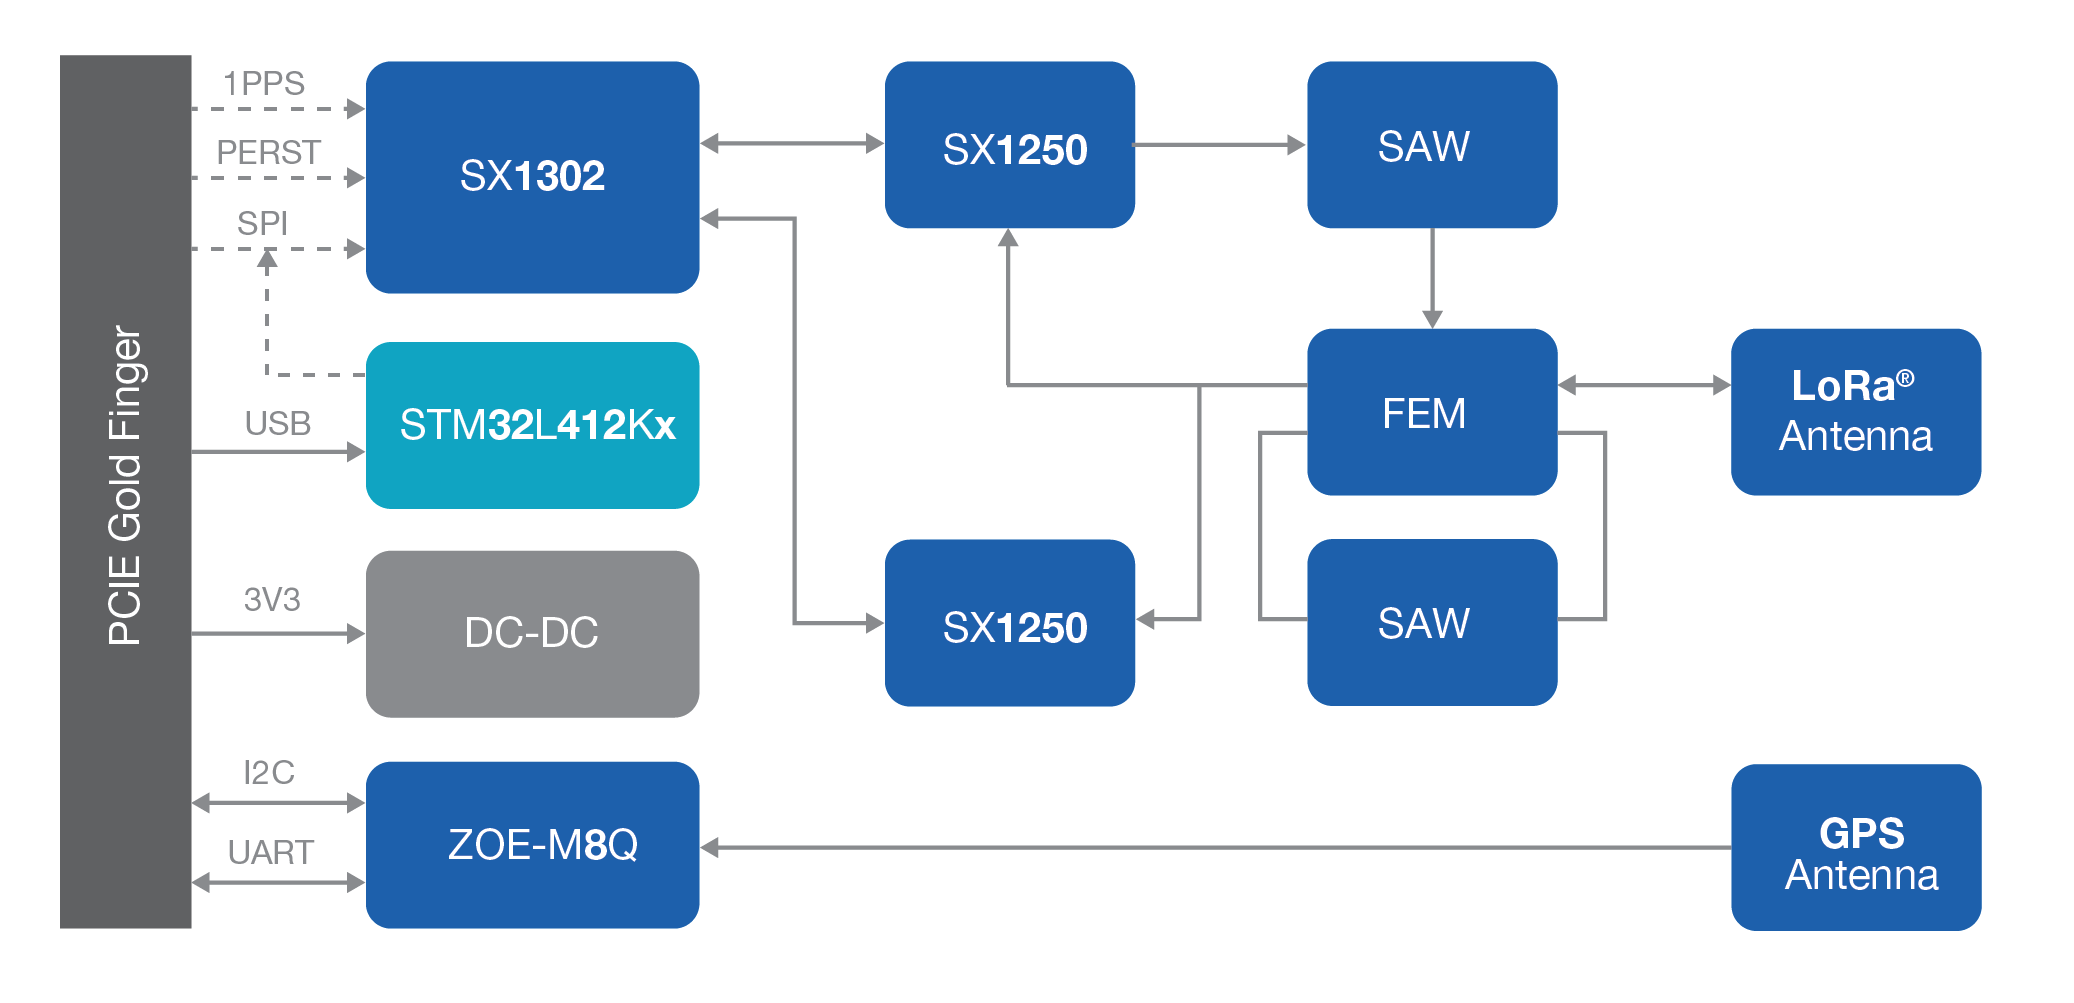 PCIE Gold Finger
1PPS
PERST
SPI
USB
3V3
I2C
UART
SX1302
STM32L412Kx
DC-DC
ZOE-M8Q
SX1250
SX1250
SAW
FEM
SAW
LoRa®
Antenna
GPS
Antenna